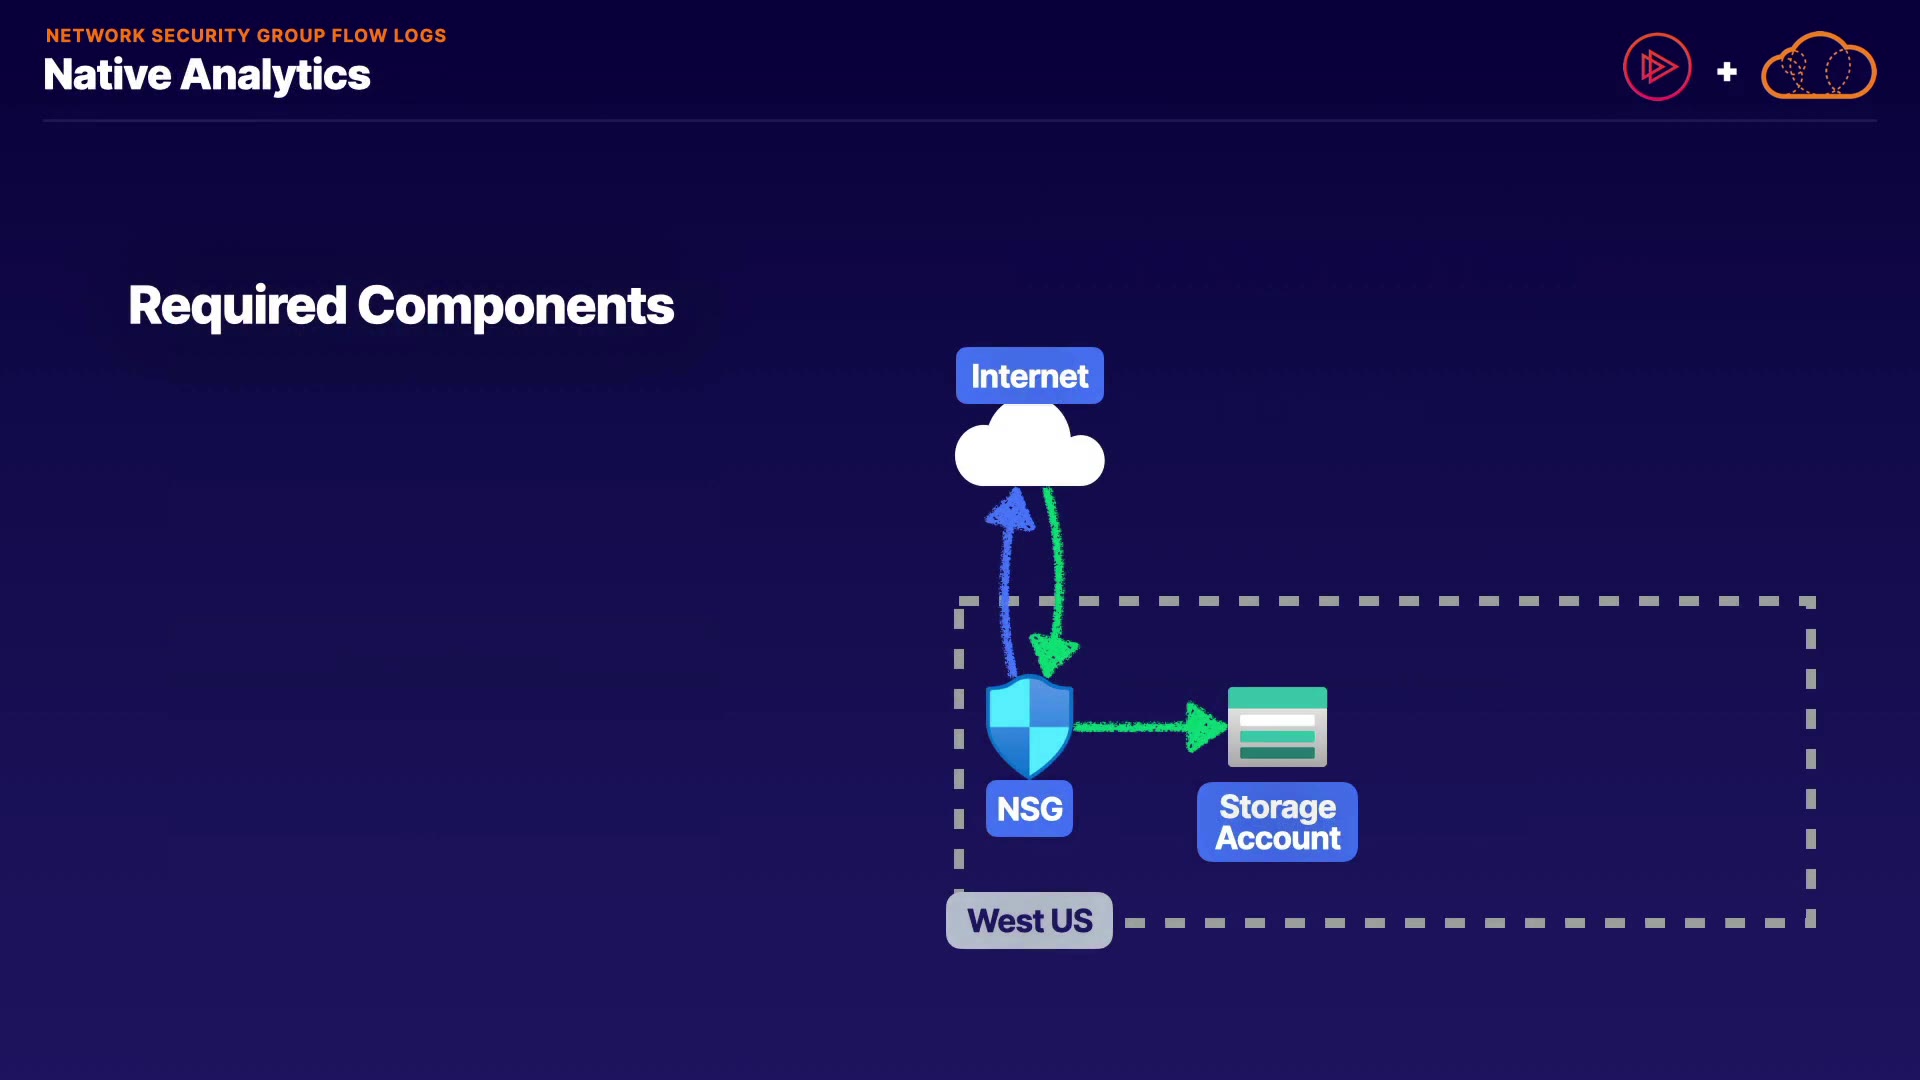 NETWORK SECURITY GROUP FLOW LOGS
Native Analytics
+
Required Components
Internet
NSG
Storage
Account
West US